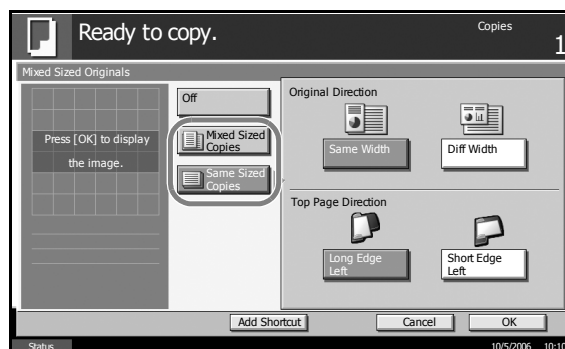 Ready to copy.
Copies
1
Mixed Sized Originals
Press [OK] to display
the image.
Off
Mixed Sized
Copies
Same Sized
Copies
Original Direction
Same Width
Diff Width
Top Page Direction
Long Edge
Left
Short Edge
Left
Add Shortcut
Cancel
OK
Status
10/5/2006 10:10